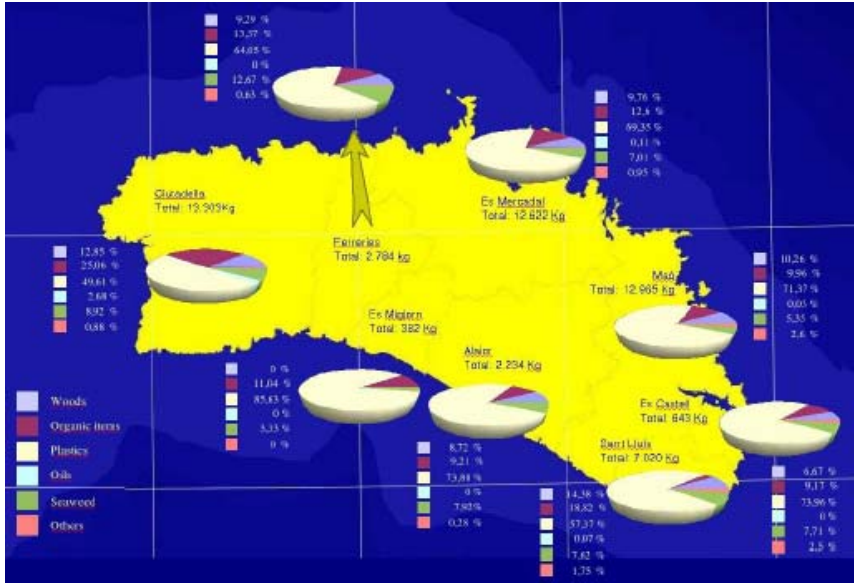 9,29 %
13,37 %
64,05 %
0 %
12,67 %
0,63 %
9,76 %
12,6 %
69,35 %
0,11 %
7,01 %
0,95 %
Ciutadella
Total: 13.909Kg
Es Mercadal
Total: 12.622 Kg
Ferreries
Total: 2.784 kg
12,85 %
25,06 %
49,61 %
2,68 %
8,92 %
0,88 %
10,26 %
9,96 %
71,37 %
0,05 %
5,35 %
2,6 %
Maó
Total: 12.965 Kg
Es Migjorn
Total: 382 Kg
Alaior
Total: 2.234 Kg
0 %
11,04 %
85,63 %
0 %
3,33 %
0 %
Es Castell
Total: 643 Kg
Sant Lluís
Total: 7.020 Kg
Woods
Organic items
Plastics
Oils
Seaweed
Others
8,72 %
9,21 %
73,88 %
0 %
7,92 %
0,28 %
14,38 %
18,82 %
57,37 %
0,07 %
7,62 %
1,75 %
6,67 %
9,17 %
73,96 %
0 %
7,71 %
2,5 %